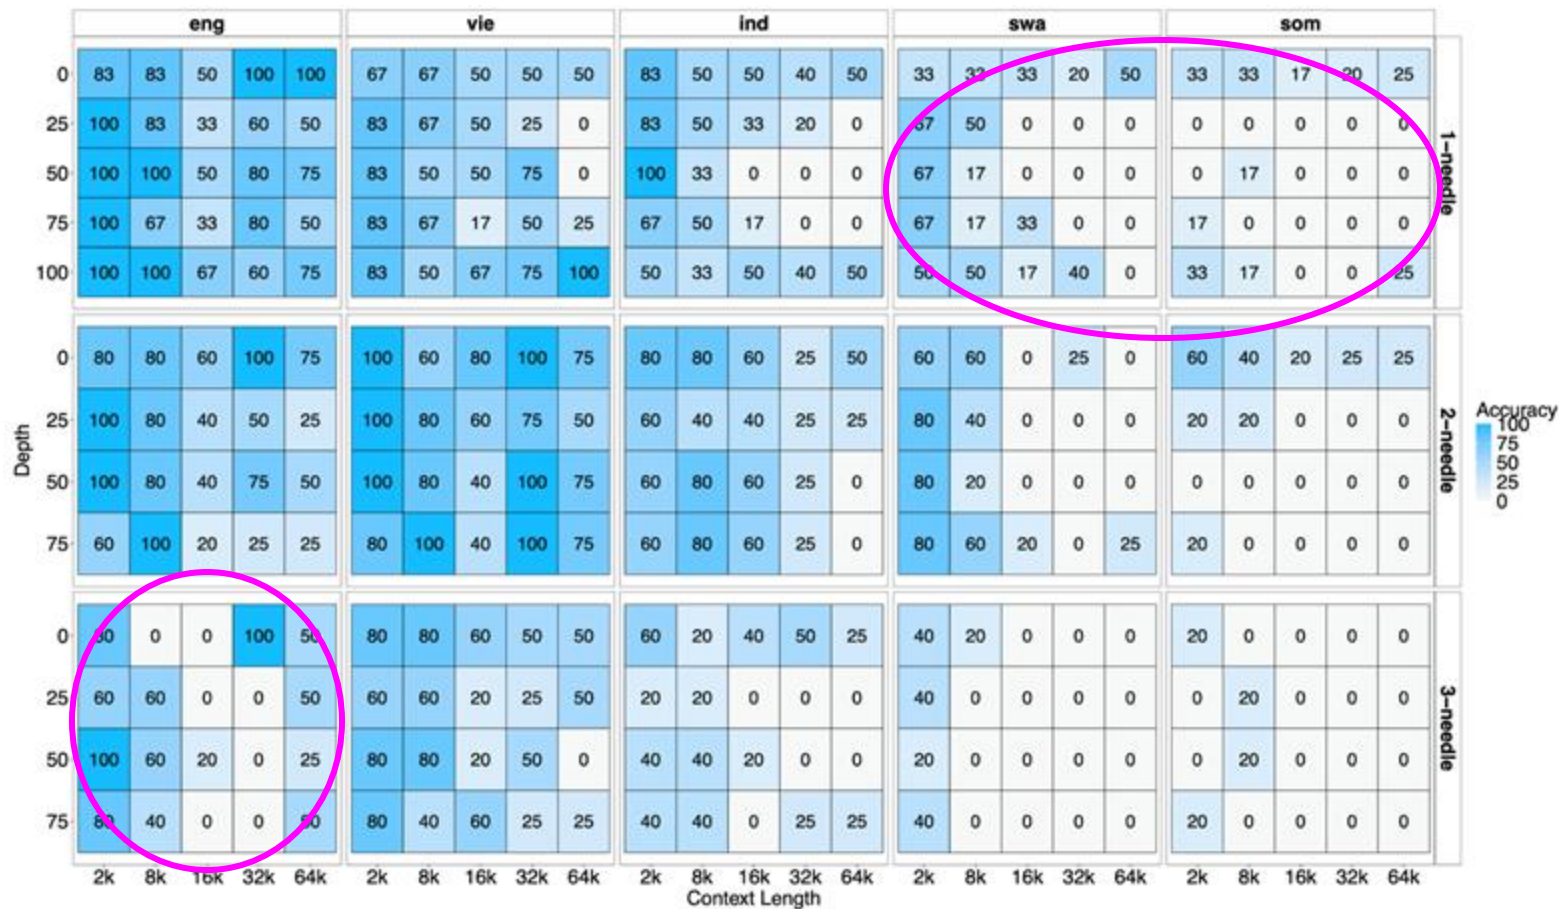 eng vie ind swa som
0 83 83 50 100 100 67 67 50 50 50 83 50 50 40 50 33 33 33 20 50 33 33 17 20 25
25 100 83 33 60 50 83 67 50 25 0 83 50 33 20 0 67 50 0 0 0 0 0 0 0 0
50 100 100 50 80 75 83 50 50 75 0 100 33 0 0 0 67 17 0 0 0 0 17 0 0 0
75 100 67 33 80 50 83 67 17 50 25 67 50 17 0 0 67 17 33 0 0 17 0 0 0 0
100 100 100 67 60 75 83 50 67 75 100 50 33 50 40 50 50 50 17 40 0 33 17 0 0 25
1-needle
0 80 80 60 100 75 100 60 80 100 75 80 80 60 25 50 60 60 0 25 0 60 40 20 25 25
25 100 80 40 50 25 100 80 60 75 50 60 40 40 25 25 80 40 0 0 0 20 20 0 0 0
50 100 80 40 75 50 100 80 40 100 75 60 80 60 25 0 80 20 0 0 0 0 0 0 0 0
75 60 100 20 25 25 80 100 40 100 75 60 80 60 25 0 80 60 20 0 25 20 0 0 0 0
2-needle
0 80 0 0 100 50 80 80 60 50 50 60 20 40 50 25 40 20 0 0 0 20 0 0 0 0
25 60 60 0 0 50 60 60 20 25 50 20 20 0 0 0 40 0 0 0 0 0 20 0 0 0
50 100 60 20 0 25 80 80 20 50 0 40 40 20 0 0 20 0 0 0 0 0 20 0 0 0
75 80 40 0 0 50 80 40 60 25 25 40 40 0 25 25 40 0 0 0 0 20 0 0 0 0
3-needle
2k 8k 16k 32k 64k 2k 8k 16k 32k 64k 2k 8k 16k 32k 64k 2k 8k 16k 32k 64k 2k 8k 16k 32k 64k
Context Length
Depth
Accuracy
100
75
50
25
0